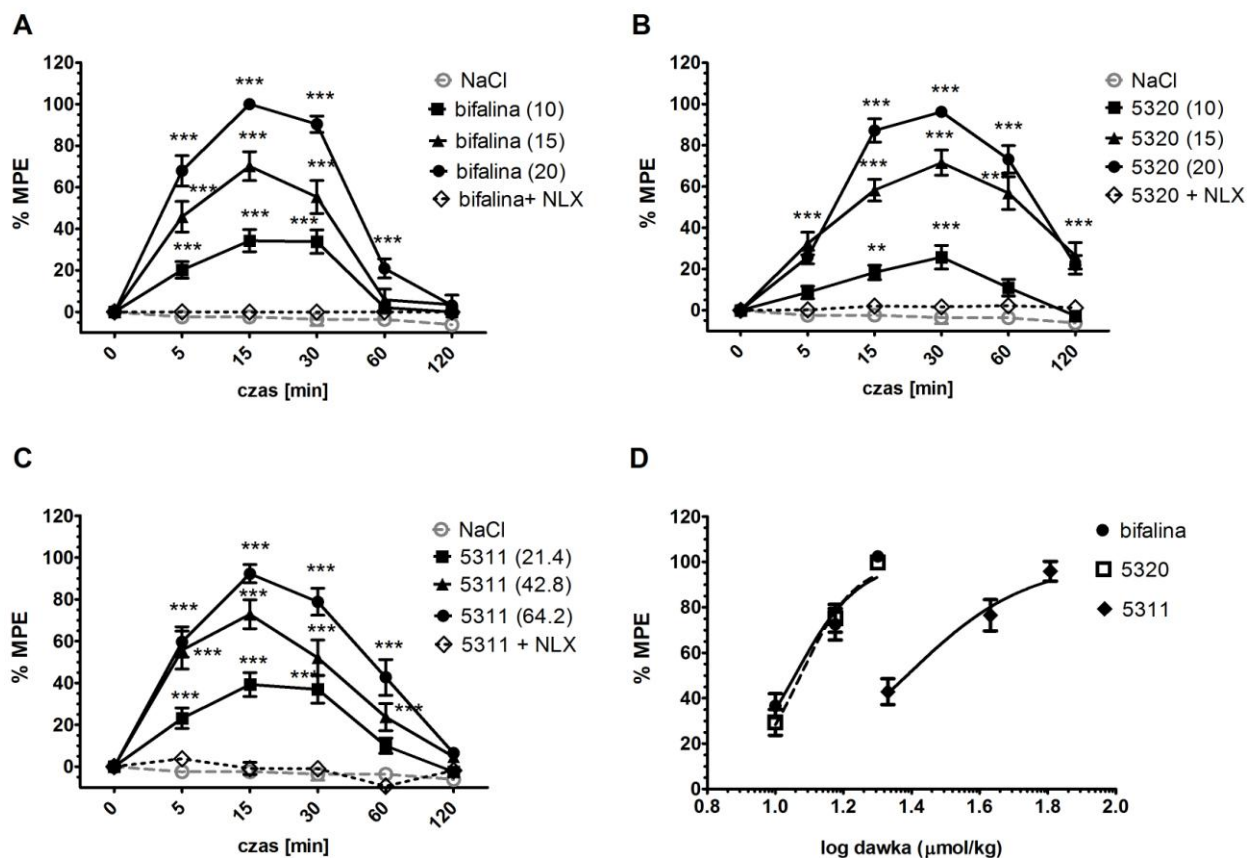 A
120
100
80
60
40
20
0
% MPE
*** *** *** *** *** *** *** *** *** ***
0 5 15 30 60 120
czas [min]
NaCl
bifalina (10)
bifalina (15)
bifalina (20)
bifalina+ NLX
B
120
100
80
60
40
20
0
% MPE
*** *** *** *** *** *** *** ** *** ***
0 5 15 30 60 120
czas [min]
NaCl
5320 (10)
5320 (15)
5320 (20)
5320 + NLX
C
120
100
80
60
40
20
0
% MPE
*** *** *** *** *** *** *** *** *** *** ***
0 5 15 30 60 120
czas [min]
NaCl
5311 (21.4)
5311 (42.8)
5311 (64.2)
5311 + NLX
D
120
100
80
60
40
20
0
% MPE
0.8 1.0 1.2 1.4 1.6 1.8 2.0
log dawka (μmol/kg)
bifalina
5320
5311